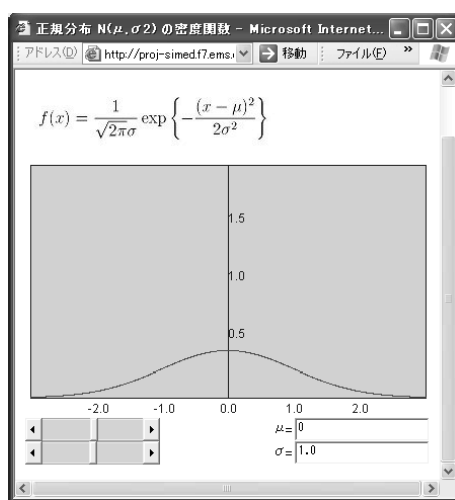 正規分布 N(μ,σ2) の密度関数 - Microsoft Internet...
アドレス(D) http://proj-simed.f7.ems. 移動 ファイル(F) »
f(x) = 1/(√2πσ) exp { -(x − μ)²/2σ² }
1.5
1.0
0.5
-2.0 -1.0 0.0 1.0 2.0
μ= 0
σ= 1.0